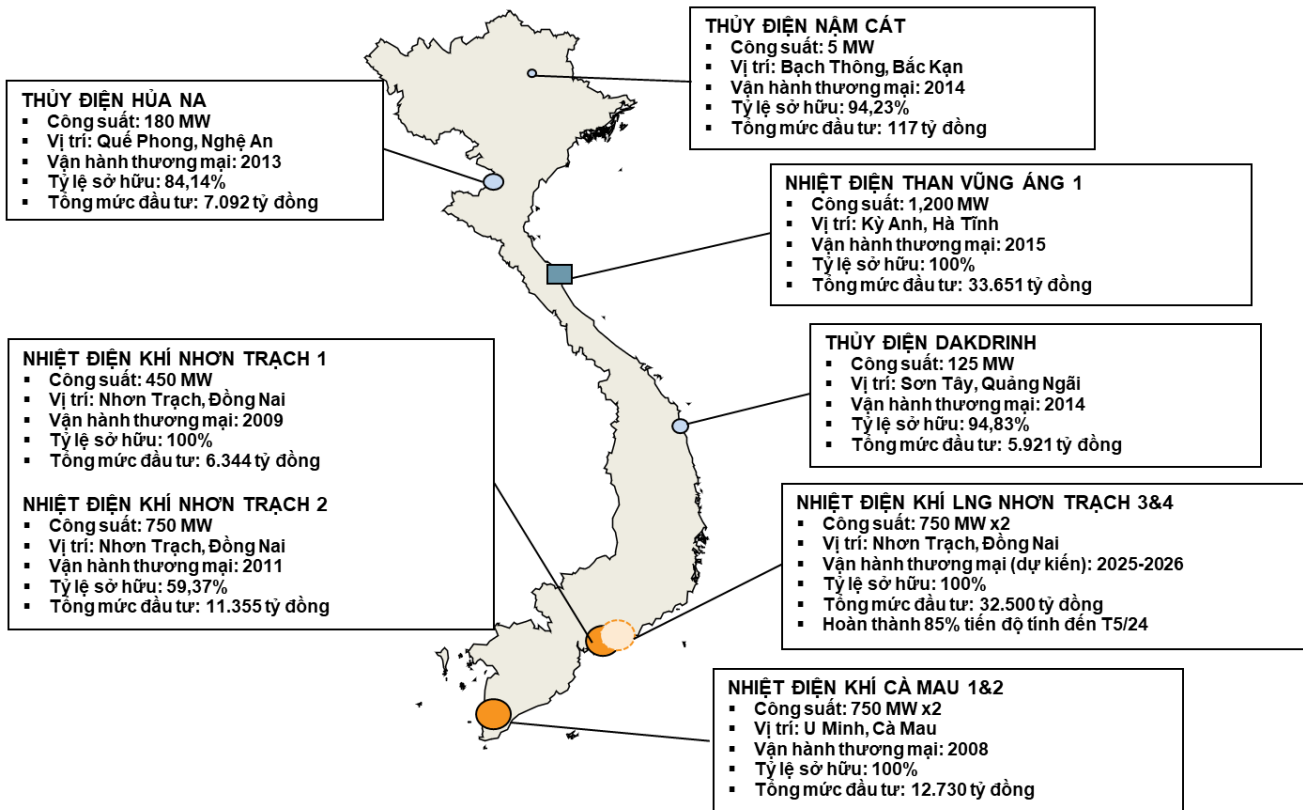 THỦY ĐIỆN NẬM CÁT
▪ Công suất: 5 MW
▪ Vị trí: Bạch Thông, Bắc Kạn
▪ Vận hành thương mại: 2014
▪ Tỷ lệ sở hữu: 94,23%
▪ Tổng mức đầu tư: 117 tỷ đồng
THỦY ĐIỆN HỦA NA
▪ Công suất: 180 MW
▪ Vị trí: Quế Phong, Nghệ An
▪ Vận hành thương mại: 2013
▪ Tỷ lệ sở hữu: 84,14%
▪ Tổng mức đầu tư: 7.092 tỷ đồng
NHIỆT ĐIỆN THAN VŨNG ÁNG 1
▪ Công suất: 1,200 MW
▪ Vị trí: Kỳ Anh, Hà Tĩnh
▪ Vận hành thương mại: 2015
▪ Tỷ lệ sở hữu: 100%
▪ Tổng mức đầu tư: 33.651 tỷ đồng
THỦY ĐIỆN DAKDRINH
▪ Công suất: 125 MW
▪ Vị trí: Sơn Tây, Quảng Ngãi
▪ Vận hành thương mại: 2014
▪ Tỷ lệ sở hữu: 94,83%
▪ Tổng mức đầu tư: 5.921 tỷ đồng
NHIỆT ĐIỆN KHÍ NHƠN TRẠCH 1
▪ Công suất: 450 MW
▪ Vị trí: Nhơn Trạch, Đồng Nai
▪ Vận hành thương mại: 2009
▪ Tỷ lệ sở hữu: 100%
▪ Tổng mức đầu tư: 6.344 tỷ đồng
NHIỆT ĐIỆN KHÍ NHƠN TRẠCH 2
▪ Công suất: 750 MW
▪ Vị trí: Nhơn Trạch, Đồng Nai
▪ Vận hành thương mại: 2011
▪ Tỷ lệ sở hữu: 59,37%
▪ Tổng mức đầu tư: 11.355 tỷ đồng
NHIỆT ĐIỆN KHÍ LNG NHƠN TRẠCH 3&4
▪ Công suất: 750 MW x2
▪ Vị trí: Nhơn Trạch, Đồng Nai
▪ Vận hành thương mại (dự kiến): 2025-2026
▪ Tỷ lệ sở hữu: 100%
▪ Tổng mức đầu tư: 32.500 tỷ đồng
▪ Hoàn thành 85% tiến độ tính đến T5/24
NHIỆT ĐIỆN KHÍ CÀ MAU 1&2
▪ Công suất: 750 MW x2
▪ Vị trí: U Minh, Cà Mau
▪ Vận hành thương mại: 2008
▪ Tỷ lệ sở hữu: 100%
▪ Tổng mức đầu tư: 12.730 tỷ đồng